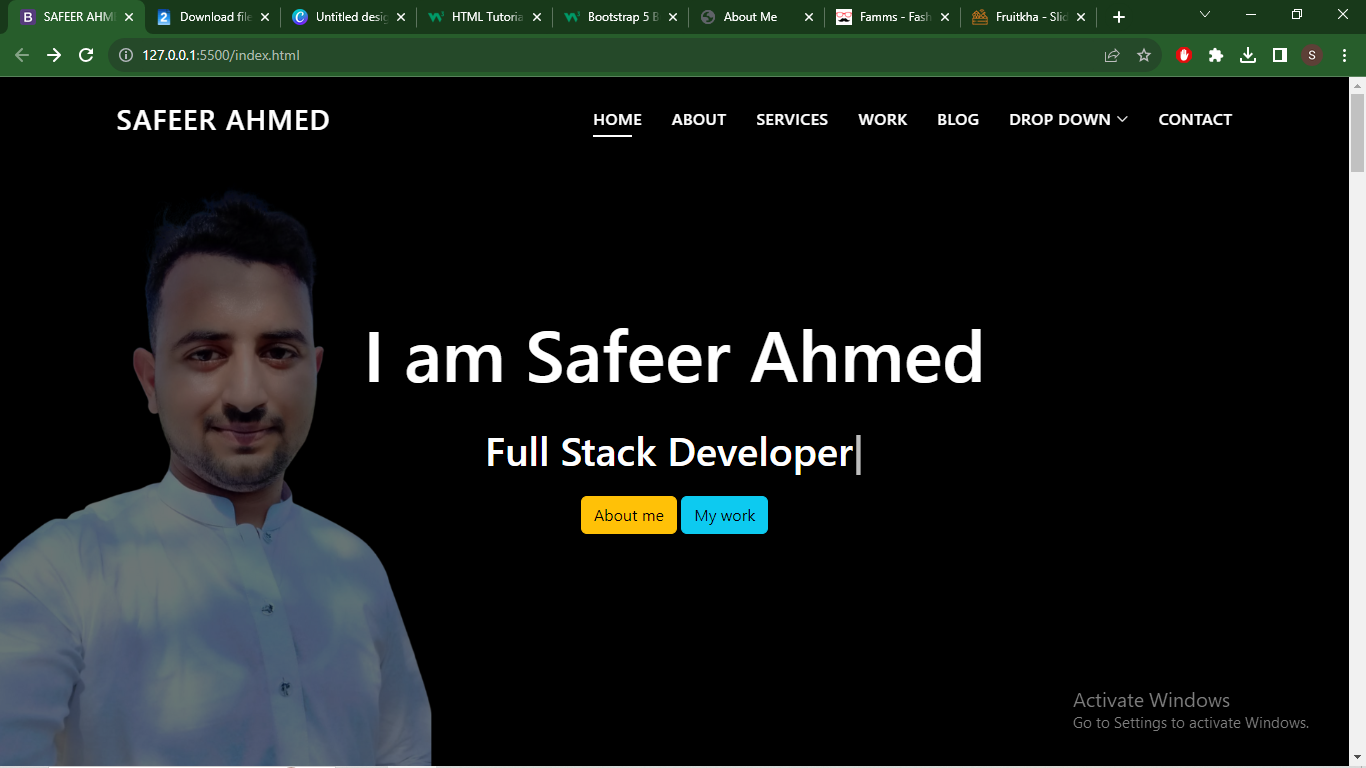 SAFEER AHM
Download file
Untitled desig
HTML Tutoria
Bootstrap 5 B
About Me
Famms - Fash
Fruitkha - Slid
127.0.0.1:5500/index.html
S
SAFEER AHMED
HOME ABOUT SERVICES WORK BLOG DROP DOWN CONTACT
I am Safeer Ahmed
Full Stack Developer|
About me My work
Activate Windows
Go to Settings to activate Windows.